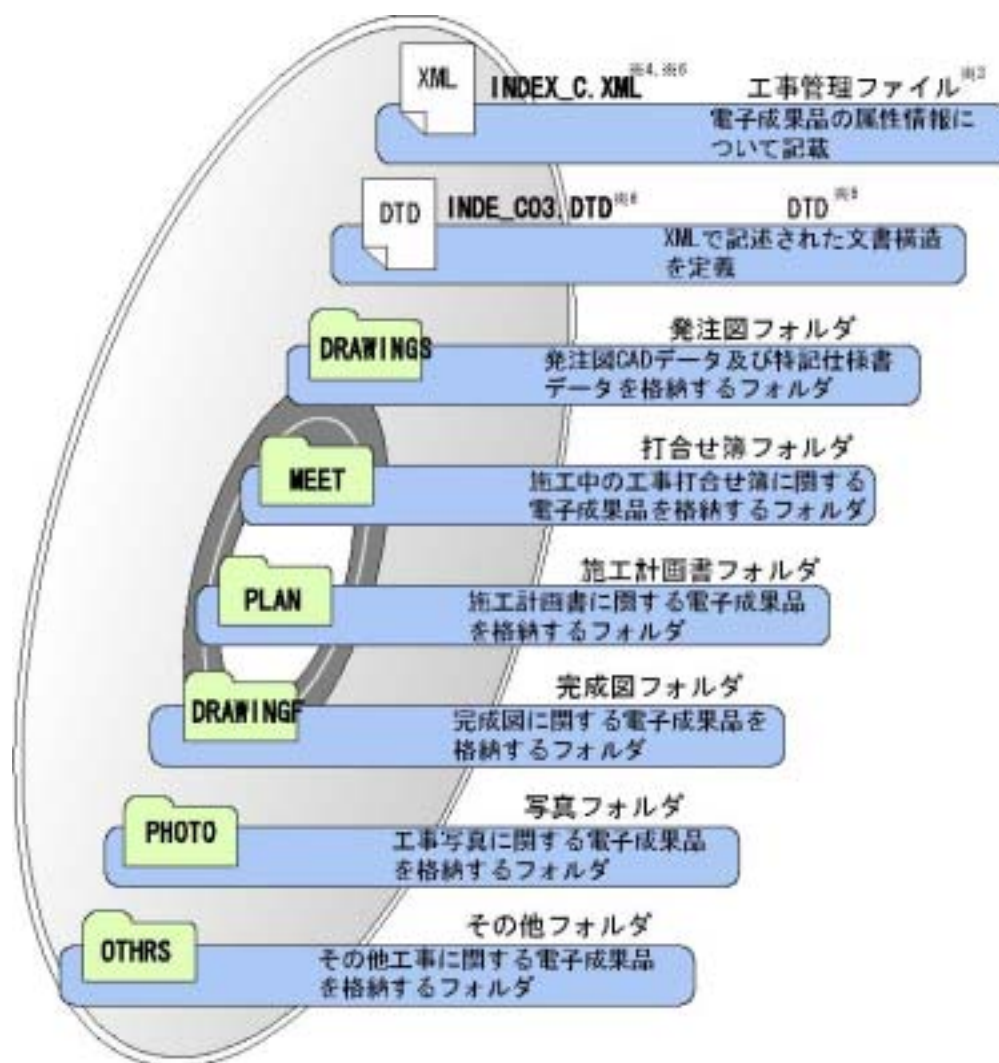 XML
INDEX_C.XML ※4,※6 工事管理ファイル
電子成果品の属性情報に
ついて記載
DTD
INDE_C03.DTD DTD
XMLで記述された文書構造
を定義
発注図フォルダ
DRAWINGS
発注図CADデータ及び特記仕様書
データを格納するフォルダ
打合せ簿フォルダ
MEET
施工中の工事打合せ簿に関する
電子成果品を格納するフォルダ
施工計画書フォルダ
PLAN
施工計画書に関する電子成果品
を格納するフォルダ
完成図フォルダ
DRAWINGF
完成図に関する電子成果品を
格納するフォルダ
写真フォルダ
PHOTO
工事写真に関する電子成果品
を格納するフォルダ
その他フォルダ
OTHRS
その他工事に関する電子成果品
を格納するフォルダ